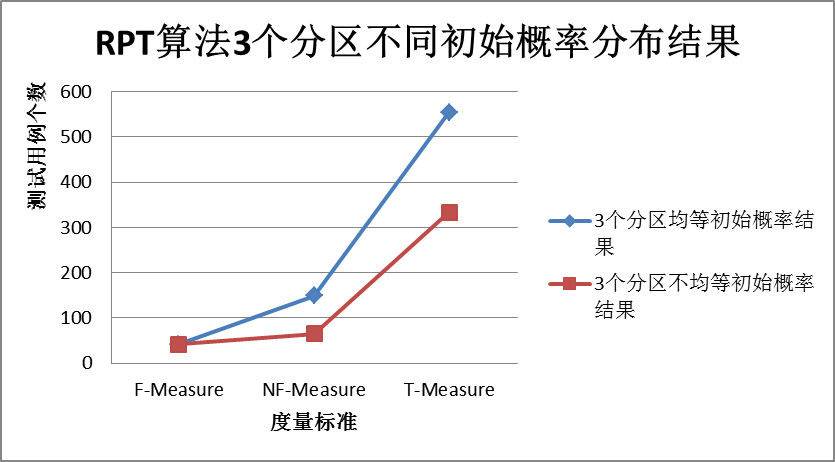 RPT算法3个分区不同初始概率分布结果
测试用例个数
600
500
400
300
200
100
0
F-Measure
NF-Measure
T-Measure
度量标准
3个分区均等初始概率结
果
3个分区不均等初始概率
结果